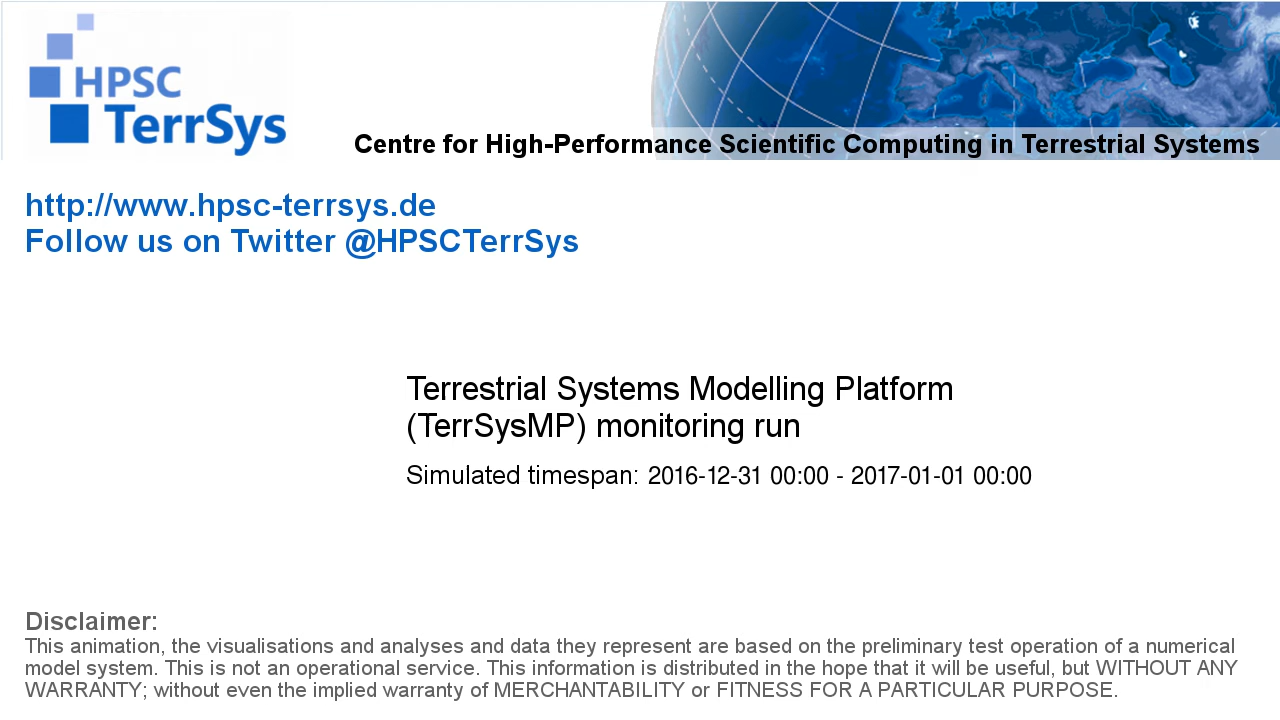 HPSC
TerrSys
Centre for High-Performance Scientific Computing in Terrestrial Systems
http://www.hpsc-terrsys.de
Follow us on Twitter @HPSCTerrSys
Terrestrial Systems Modelling Platform
(TerrSysMP) monitoring run
Simulated timespan: 2016-12-31 00:00 - 2017-01-01 00:00
Disclaimer:
This animation, the visualisations and analyses and data they represent are based on the preliminary test operation of a numerical
model system. This is not an operational service. This information is distributed in the hope that it will be useful, but WITHOUT ANY
WARRANTY; without even the implied warranty of MERCHANTABILITY or FITNESS FOR A PARTICULAR PURPOSE.